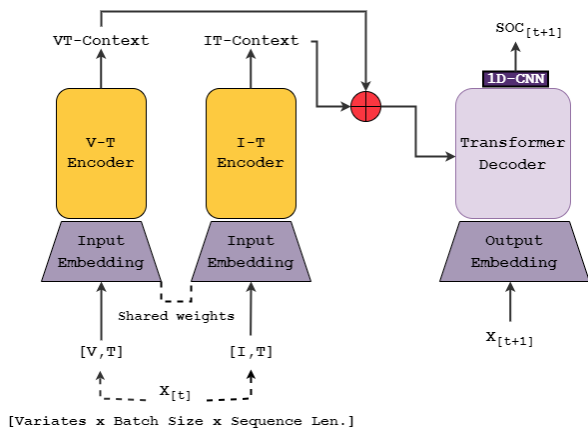 VT-Context
IT-Context
SOC[t+1]
1D-CNN
V-T
Encoder
I-T
Encoder
Transformer
Decoder
Input
Embedding
Input
Embedding
Output
Embedding
Shared weights
X[t+1]
[V,T]
[I,T]
X[t]
[Variates x Batch Size x Sequence Len.]